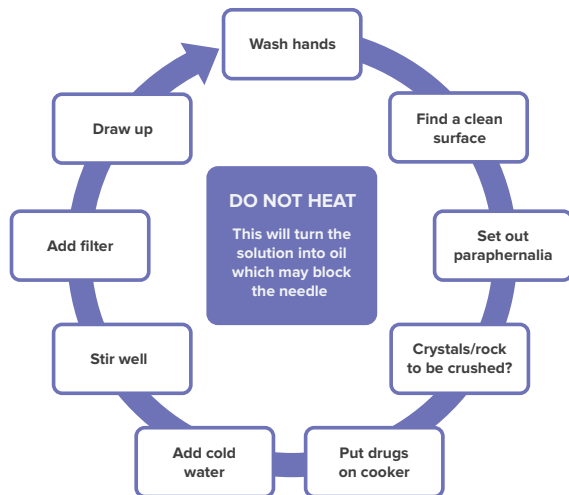 Wash hands
Find a clean
surface
Set out
paraphernalia
Crystals/rock
to be crushed?
Put drugs
on cooker
Add cold
water
Stir well
Add filter
Draw up
DO NOT HEAT
This will turn the
solution into oil
which may block
the needle